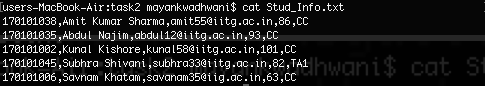 users-MacBook-Air:task2 mayankwadhwani$ cat Stud_Info.txt
170101038,Amit Kumar Sharma,amit55@iitg.ac.in,86,CC
170101035,Abdul Najim,abdul12@iitg.ac.in,93,CC
170101002,Kunal Kishore,kunal58@iitg.ac.in,101,CC
170101045,Subhra Shivani,subhra33@iitg.ac.in,82,TA1
170101006,Savnam Khatam,savanam35@iitg.ac.in,63,CC